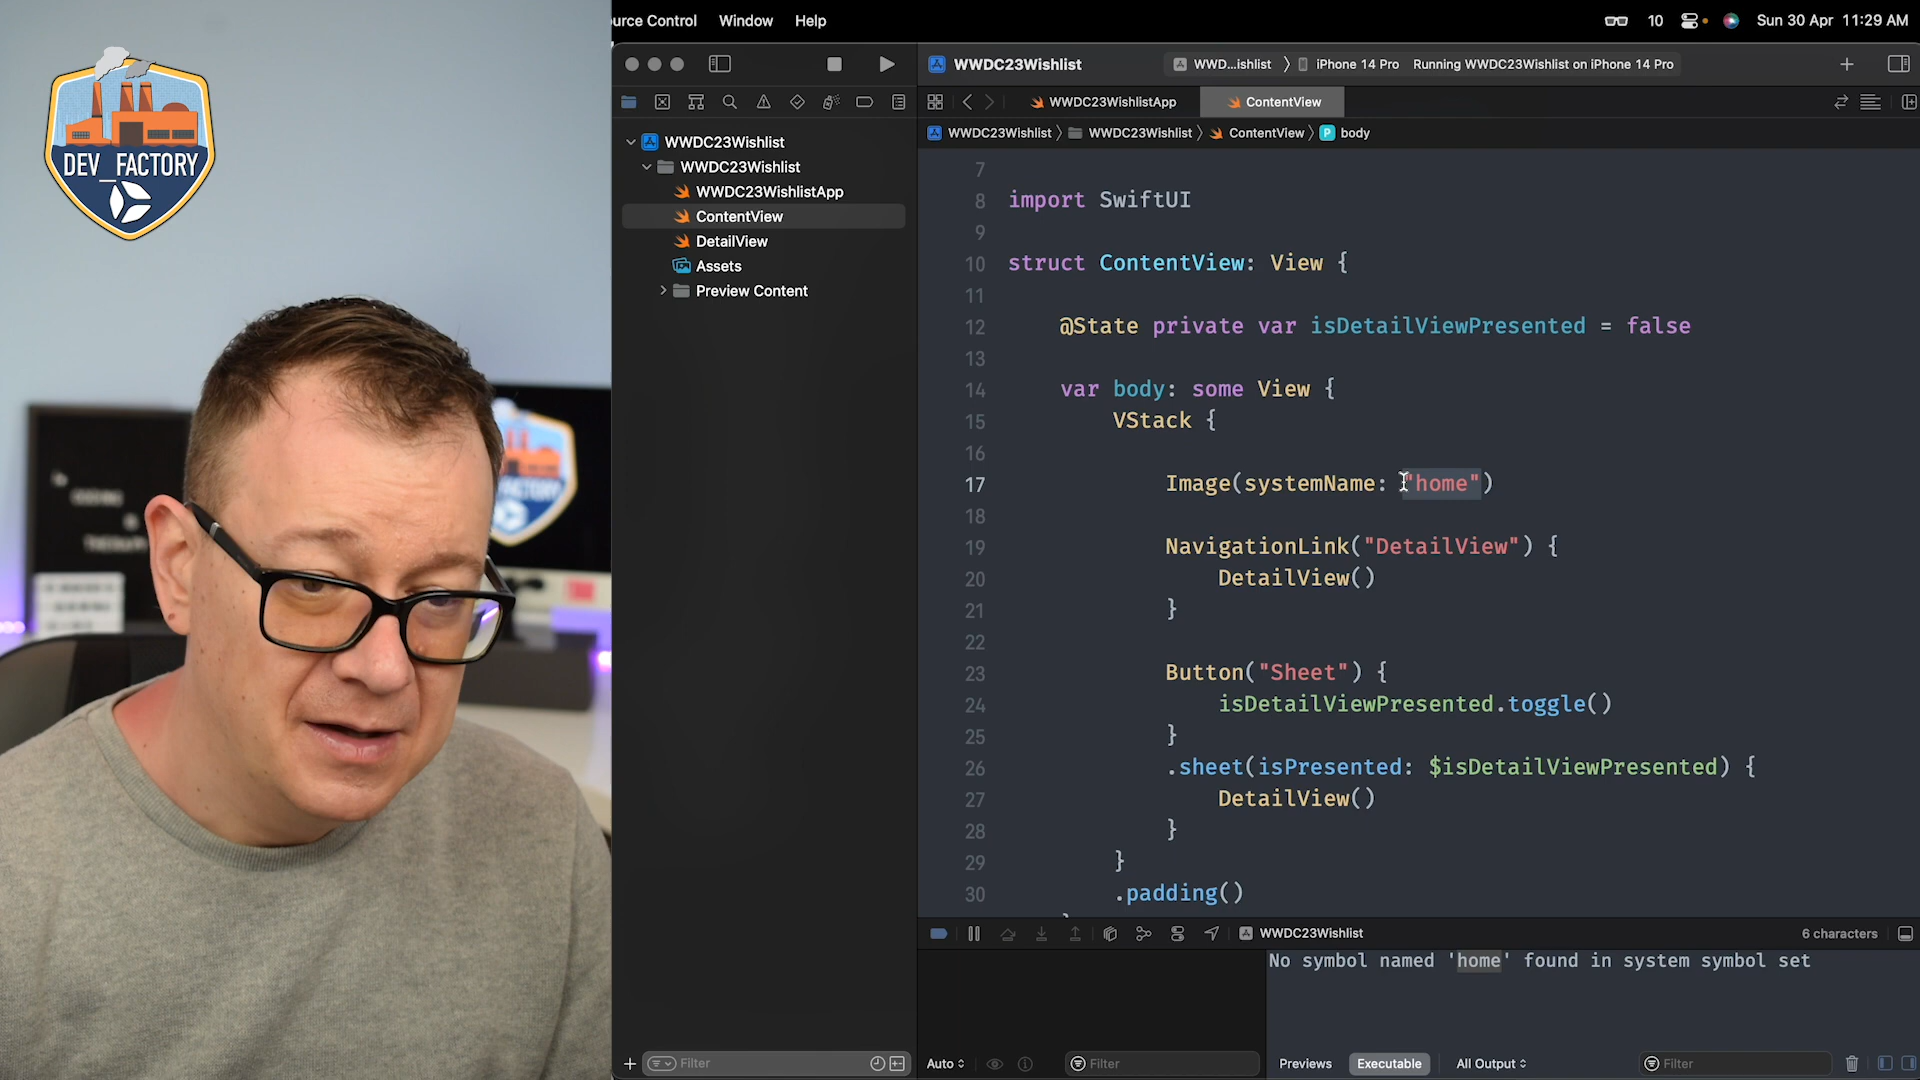 DEV_FACTORY
urce Control Window Help
10 Sun 30 Apr 11:29 AM
WWDC23Wishlist
WWD...ishlist iPhone 14 Pro Running WWDC23Wishlist on iPhone 14 Pro
WWDC23WishlistApp ContentView
WWDC23Wishlist WWDC23Wishlist ContentView P body
WWDC23Wishlist
WWDC23Wishlist
WWDC23WishlistApp
ContentView
DetailView
Assets
Preview Content
7
8 import SwiftUI
9
10 struct ContentView: View {
11
12 @State private var isDetailViewPresented = false
13
14 var body: some View {
15 VStack {
16
17 Image(systemName: "home")
18
19 NavigationLink("DetailView") {
20 DetailView()
21 }
22
23 Button("Sheet") {
24 isDetailViewPresented.toggle()
25 }
26 .sheet(isPresented: $isDetailViewPresented) {
27 DetailView()
28 }
29 }
30 .padding()
WWDC23Wishlist 6 characters
No symbol named 'home' found in system symbol set
Filter
Auto Filter
Previews Executable All Output Filter